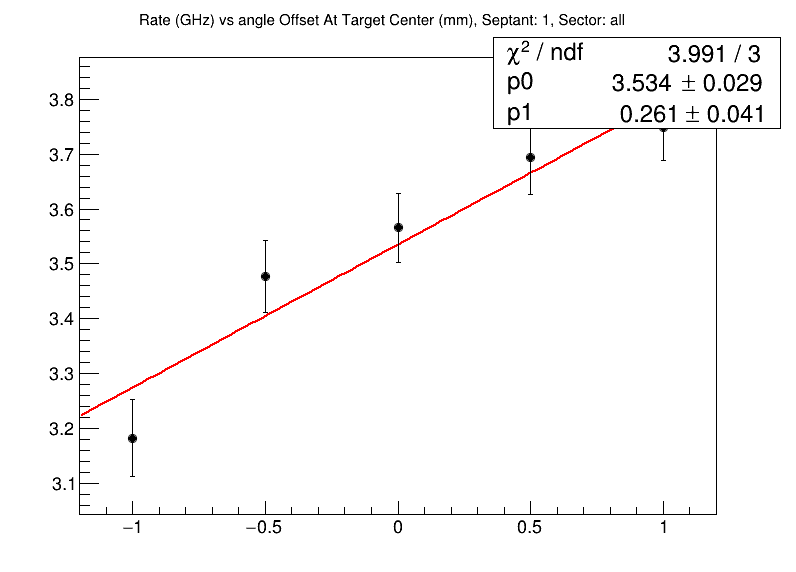 Rate (GHz) vs angle Offset At Target Center (mm), Septant: 1, Sector: all
χ² / ndf 3.991 / 3
p0 3.534 ± 0.029
p1 0.261 ± 0.041
3.8
3.7
3.6
3.5
3.4
3.3
3.2
3.1
−1 −0.5 0 0.5 1